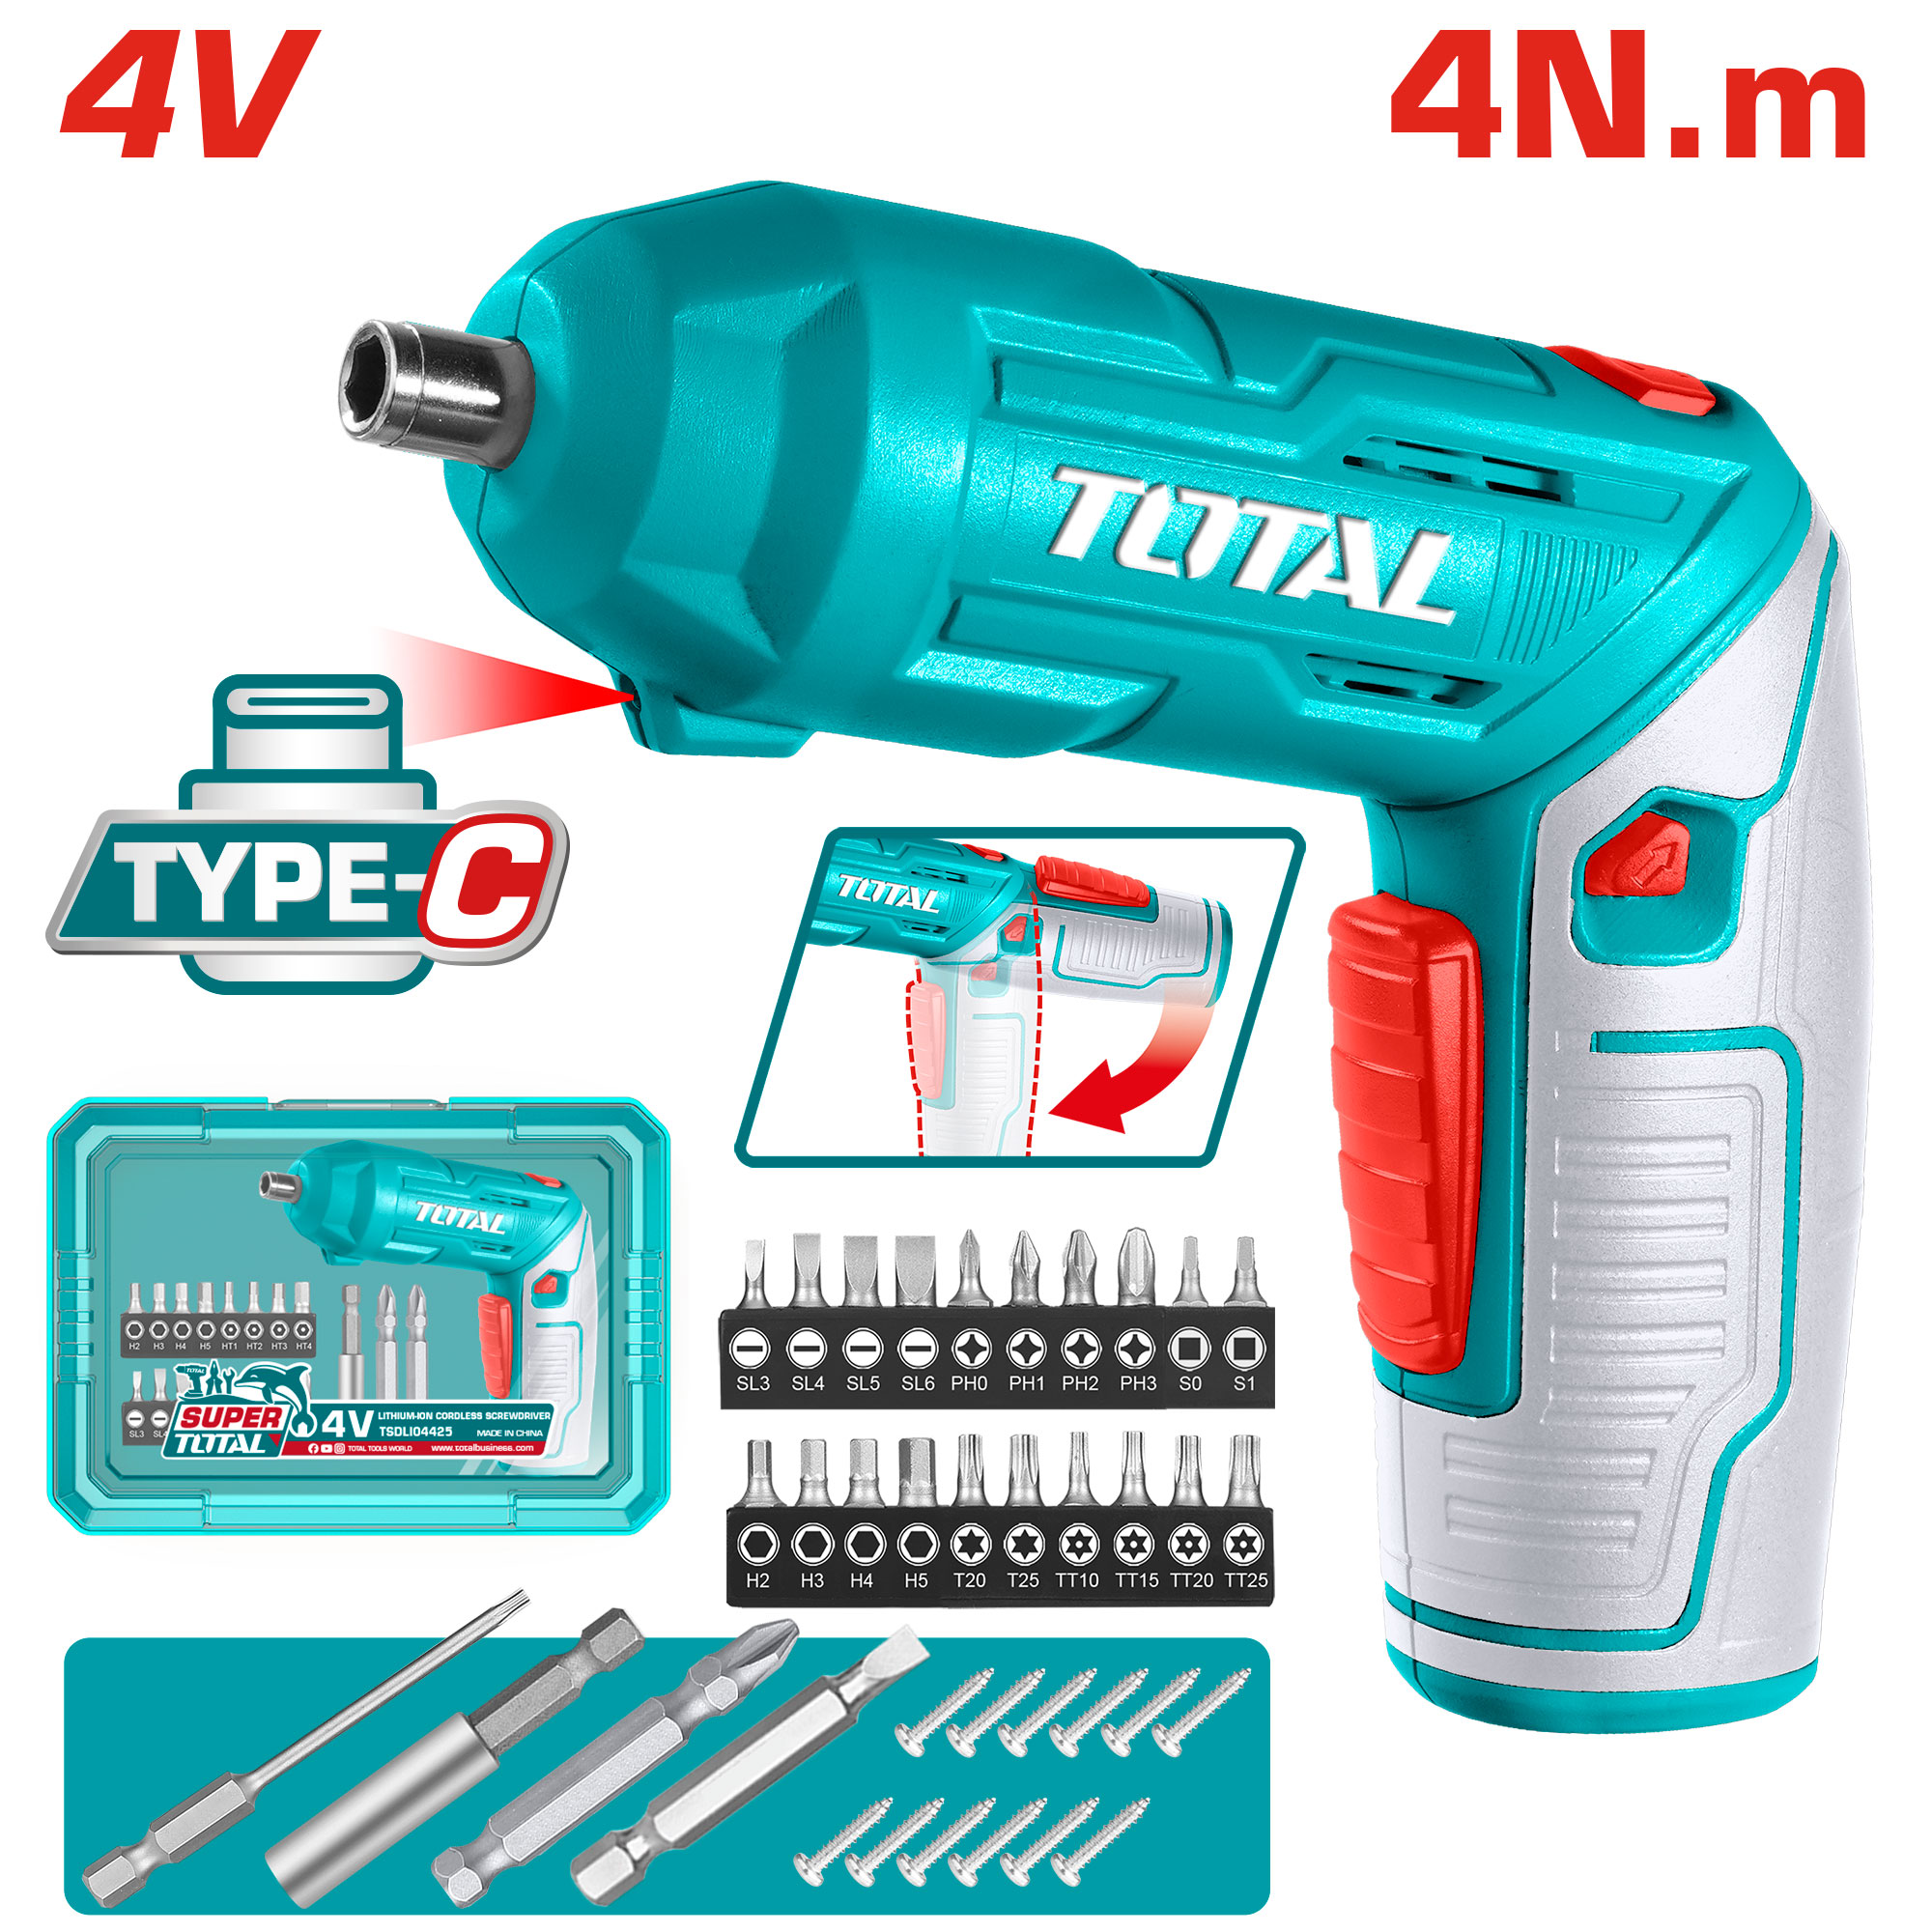 4V
4N.m
TOTAL
TYPE-C
TOTAL
TOTAL
H2 H3 H4 H5 HT1 HT2 HT3 HT4
SL3 SL4
TOTAL
SUPER
TOTAL
4V LITHIUM-ION CORDLESS SCREWDRIVER
TSDLI04425 MADE IN CHINA
TOTAL TOOLS WORLD www.totalbusiness.com
SL3 SL4 SL5 SL6 PH0 PH1 PH2 PH3 S0 S1
H2 H3 H4 H5 T20 T25 TT10 TT15 TT20 TT25